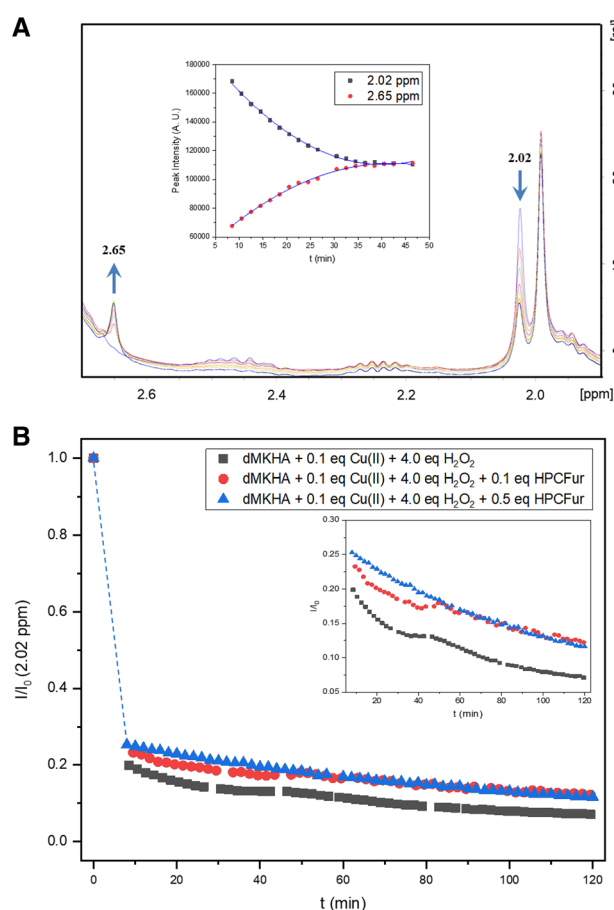 A
180000
160000
140000
120000
100000
80000
60000
Peak Intensity (A. U.)
2.02 ppm
2.65 ppm
5 10 15 20 25 30 35 40 45 50
t (min)
2.65
2.02
2.6 2.4 2.2 2.0 [ppm]
B
1.0
0.8
0.6
0.4
0.2
0.0
I/I₀ (2.02 ppm)
dMKHA + 0.1 eq Cu(II) + 4.0 eq H₂O₂
dMKHA + 0.1 eq Cu(II) + 4.0 eq H₂O₂ + 0.1 eq HPCFur
dMKHA + 0.1 eq Cu(II) + 4.0 eq H₂O₂ + 0.5 eq HPCFur
0.30
0.25
0.20
0.15
0.10
0.05
I/I₀
20 40 60 80 100 120
t (min)
0 20 40 60 80 100 120
t (min)